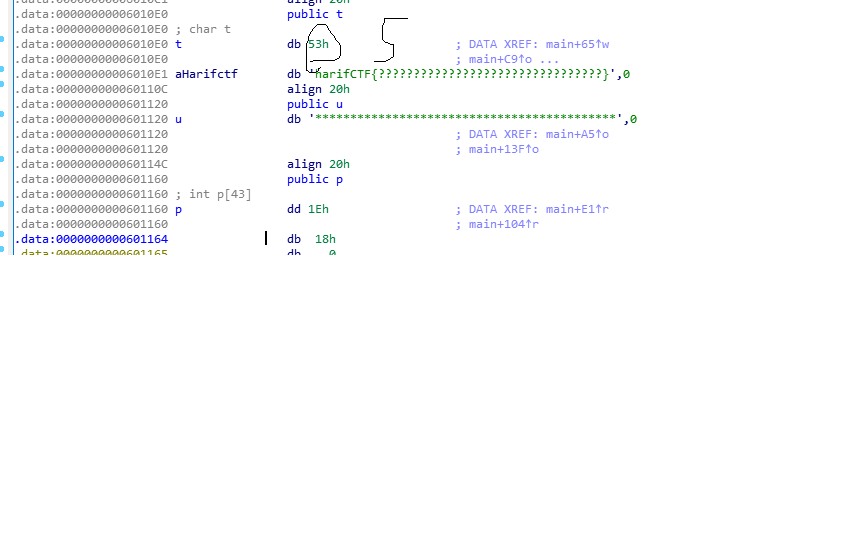 .data:00000000006010E0 public t
.data:00000000006010E0 ; char t
.data:00000000006010E0 t db 53h ; DATA XREF: main+65↑w
.data:00000000006010E0 ; main+C9↑o ...
.data:00000000006010E1 aHarifctf db 'harifCTF{????????????????????????????????}',0
.data:000000000060110C align 20h
.data:0000000000601120 public u
.data:0000000000601120 u db '*******************************************',0
.data:0000000000601120 ; DATA XREF: main+A5↑o
.data:0000000000601120 ; main+13F↑o
.data:000000000060114C align 20h
.data:0000000000601160 public p
.data:0000000000601160 ; int p[43]
.data:0000000000601160 p dd 1Eh ; DATA XREF: main+E1↑r
.data:0000000000601160 ; main+104↑r
.data:0000000000601164 db 18h
.data:0000000000601165 db 0